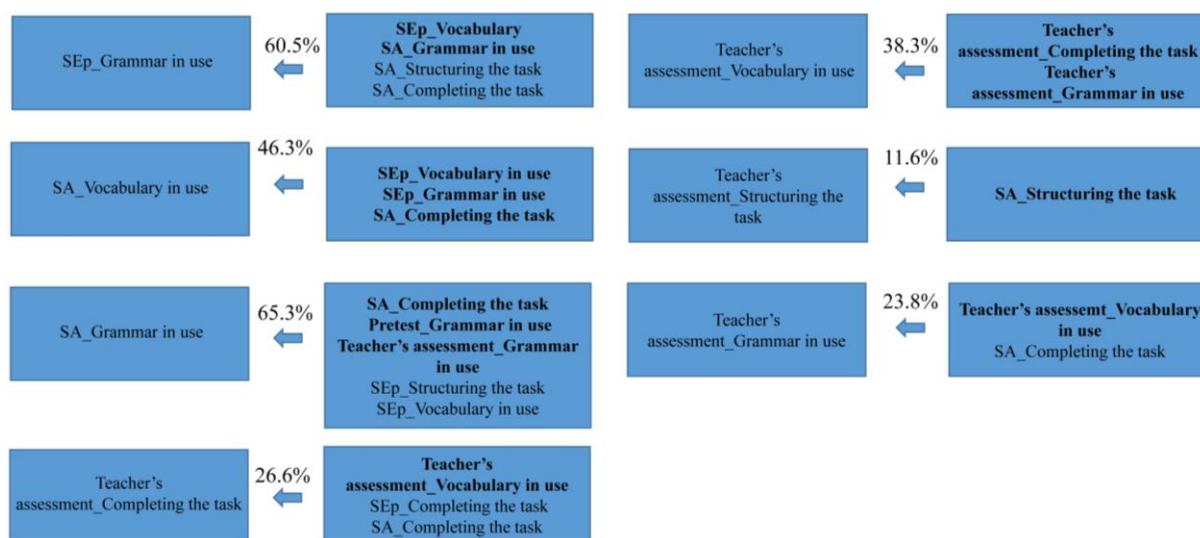 SEp_Grammar in use
60.5%
SEp_Vocabulary
SA_Grammar in use
SA_Structuring the task
SA_Completing the task
SA_Vocabulary in use
46.3%
SEp_Vocabulary in use
SEp_Grammar in use
SA_Completing the task
SA_Grammar in use
65.3%
SA_Completing the task
Pretest_Grammar in use
Teacher's assessment_Grammar
in use
SEp_Structuring the task
SEp_Vocabulary in use
Teacher's
assessment_Completing the task
26.6%
Teacher's
assessment_Vocabulary in use
SEp_Completing the task
SA_Completing the task
Teacher's
assessment_Vocabulary in use
38.3%
Teacher's
assessment_Completing the task
Teacher's
assessment_Grammar in use
Teacher's
assessment_Structuring the
task
11.6%
SA_Structuring the task
Teacher's
assessment_Grammar in use
23.8%
Teacher's assessemt_Vocabulary
in use
SA_Completing the task